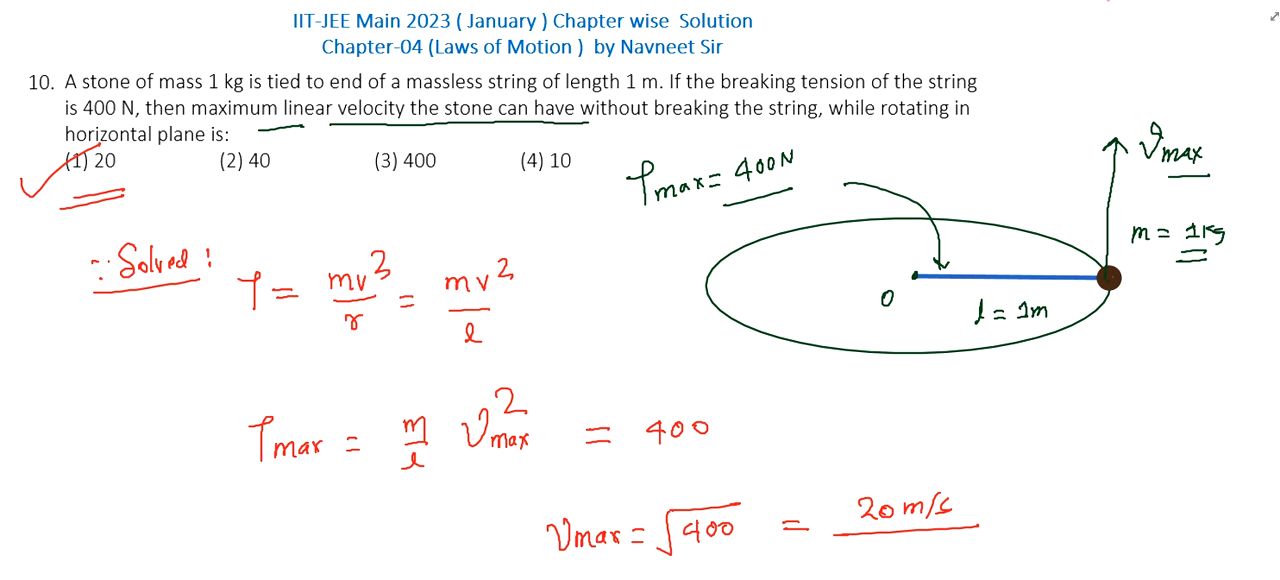 IIT-JEE Main 2023 ( January ) Chapter wise Solution
Chapter-04 (Laws of Motion ) by Navneet Sir
10. A stone of mass 1 kg is tied to end of a massless string of length 1 m. If the breaking tension of the string
is 400 N, then maximum linear velocity the stone can have without breaking the string, while rotating in
horizontal plane is:
(1) 20 (2) 40 (3) 400 (4) 10
Tmax = 400N
vmax
m = 1kg
O
l = 1m
∵ Solved !
T = mv³/r = mv²/l
Tmax = m/l v²max = 400
vmax = √400 = 20 m/s